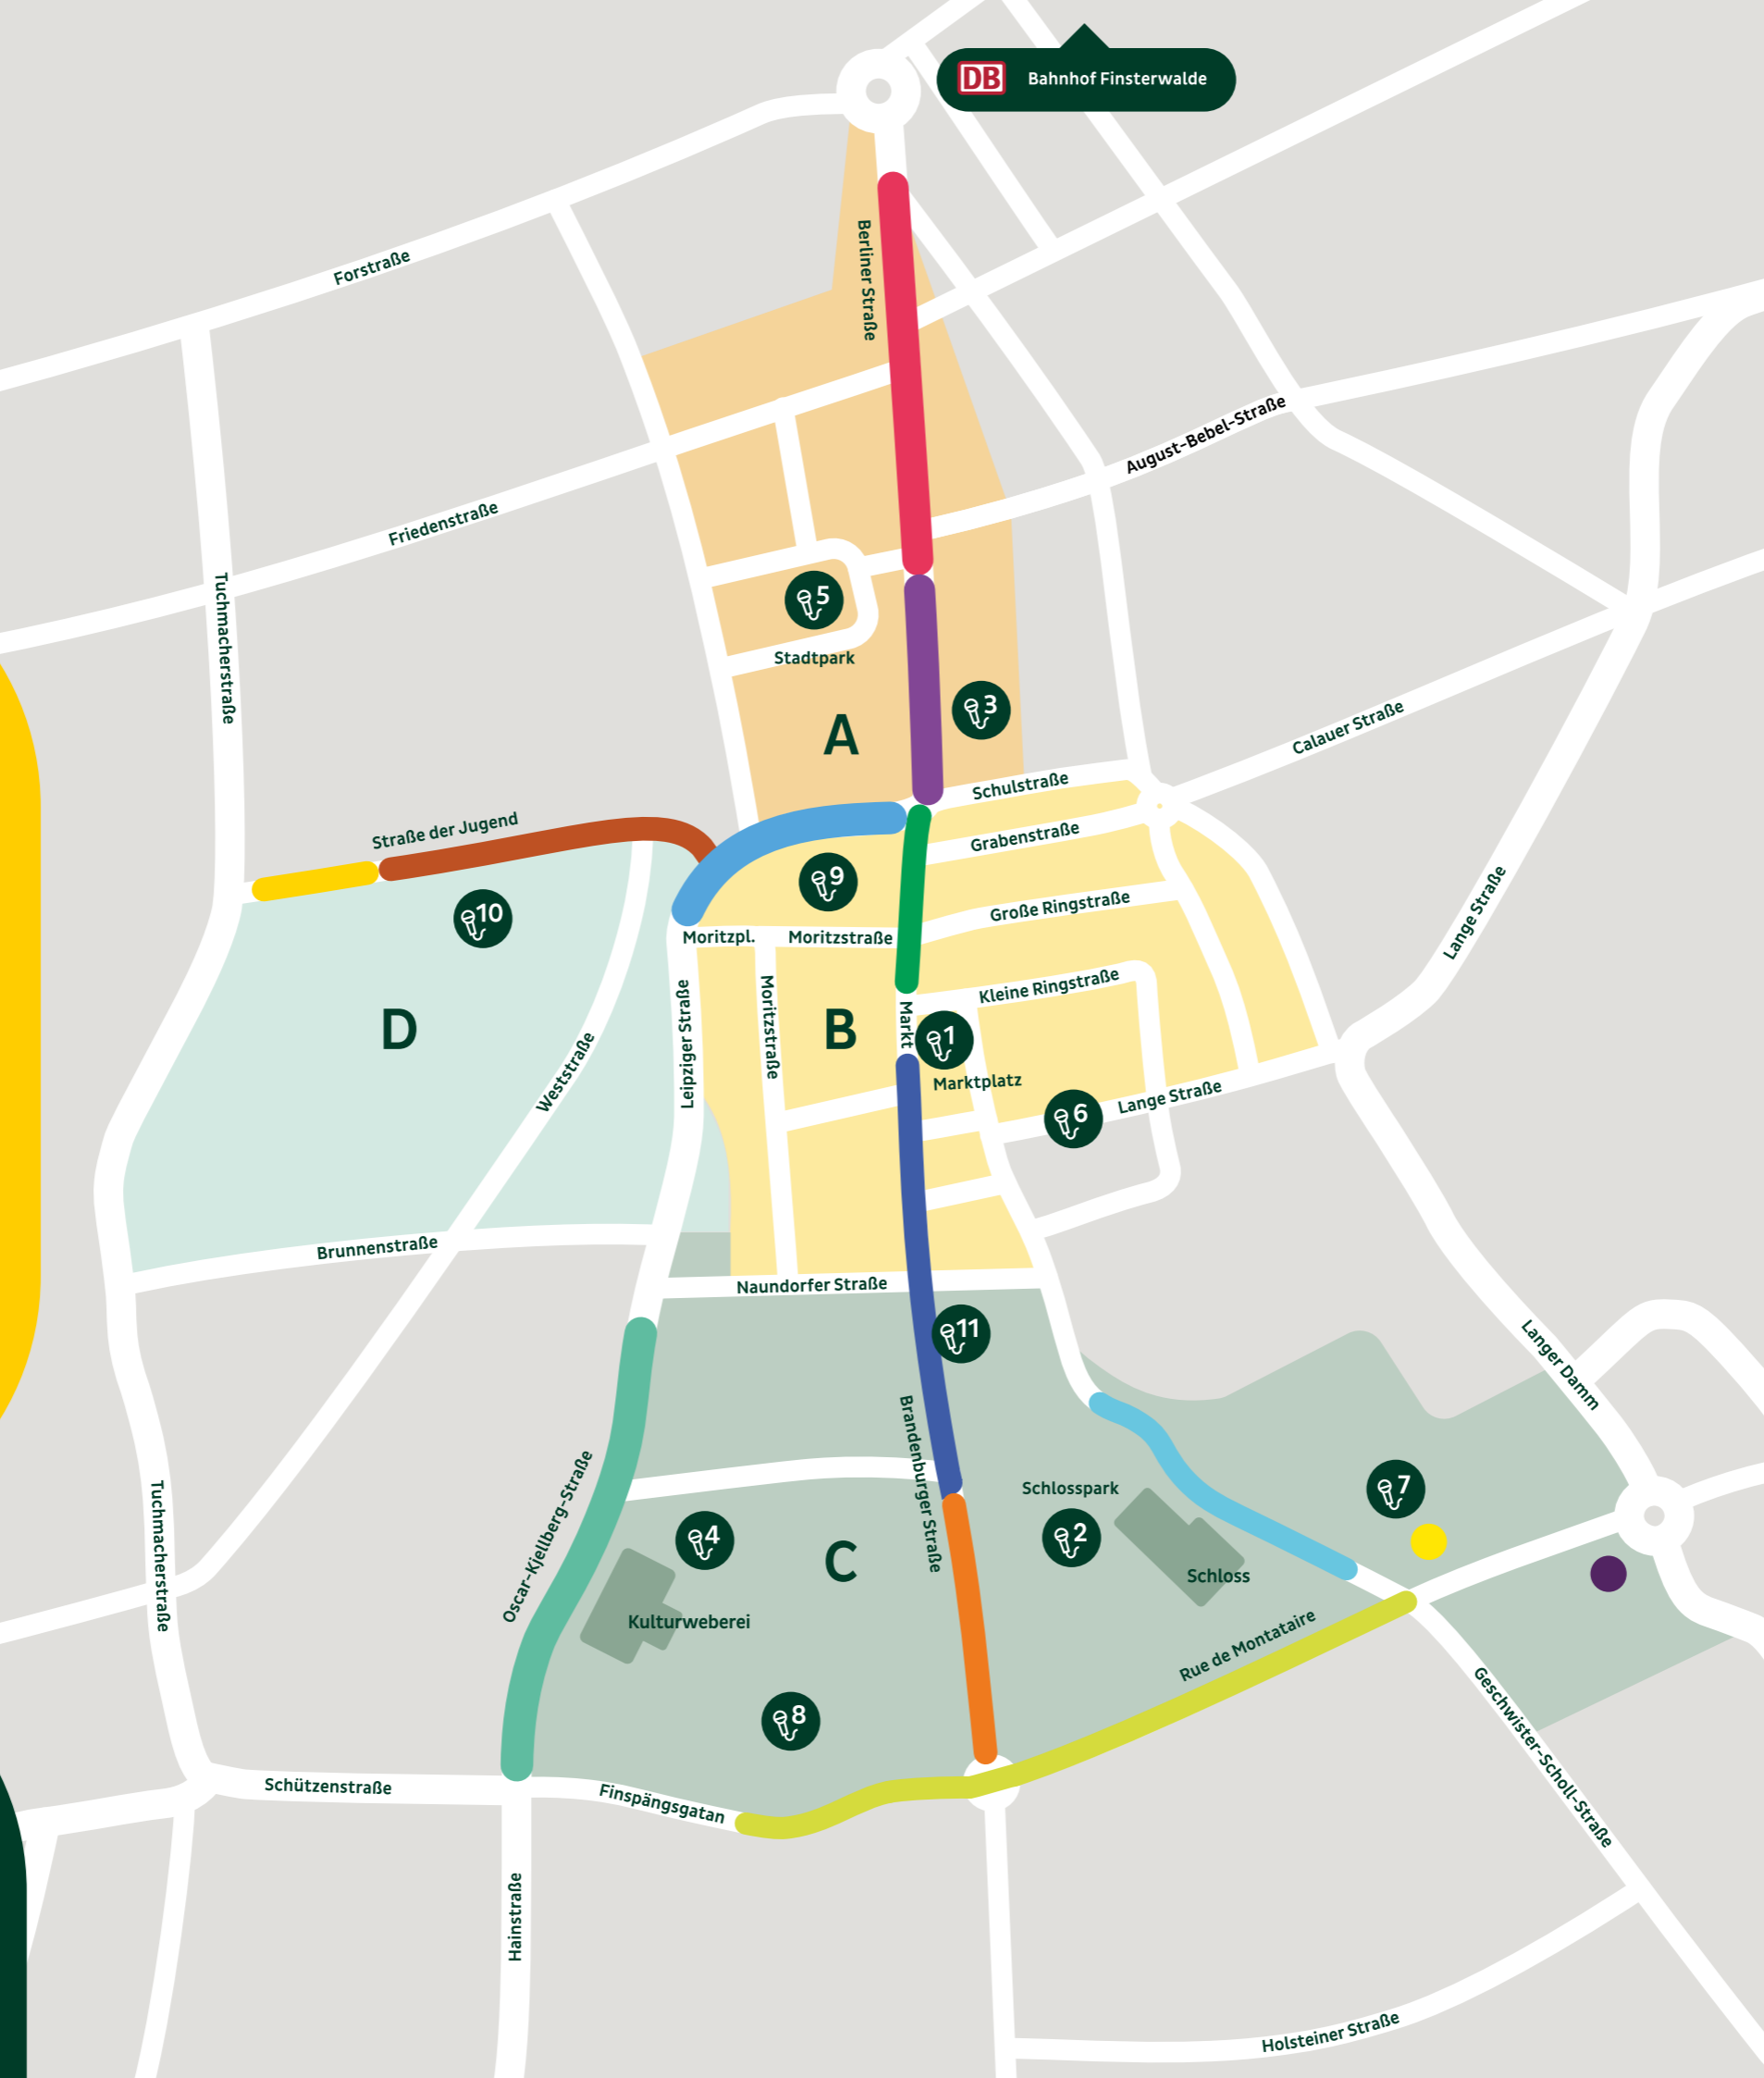 DB Bahnhof Finsterwalde
Berliner Straße
Forstraße
August-Bebel-Straße
Friedenstraße
Tuchmacherstraße
5
Stadtpark
3
A
Calauer Straße
Schulstraße
Straße der Jugend
Grabenstraße
9
10
Große Ringstraße
Lange Straße
Moritzpl.
Moritzstraße
Kleine Ringstraße
D
B
Markt
1
Leipziger Straße
Moritzstraße
Weststraße
Marktplatz
6
Lange Straße
Brunnenstraße
Naundorfer Straße
11
Langer Damm
Brandenburger Straße
Oscar-Kjellberg-Straße
Tuchmacherstraße
Schlosspark
7
2
4
C
Schloss
Kulturweberei
Rue de Montataire
8
Geschwister-Scholl-Straße
Schützenstraße
Finspängsgatan
Hainstraße
Holsteiner Straße